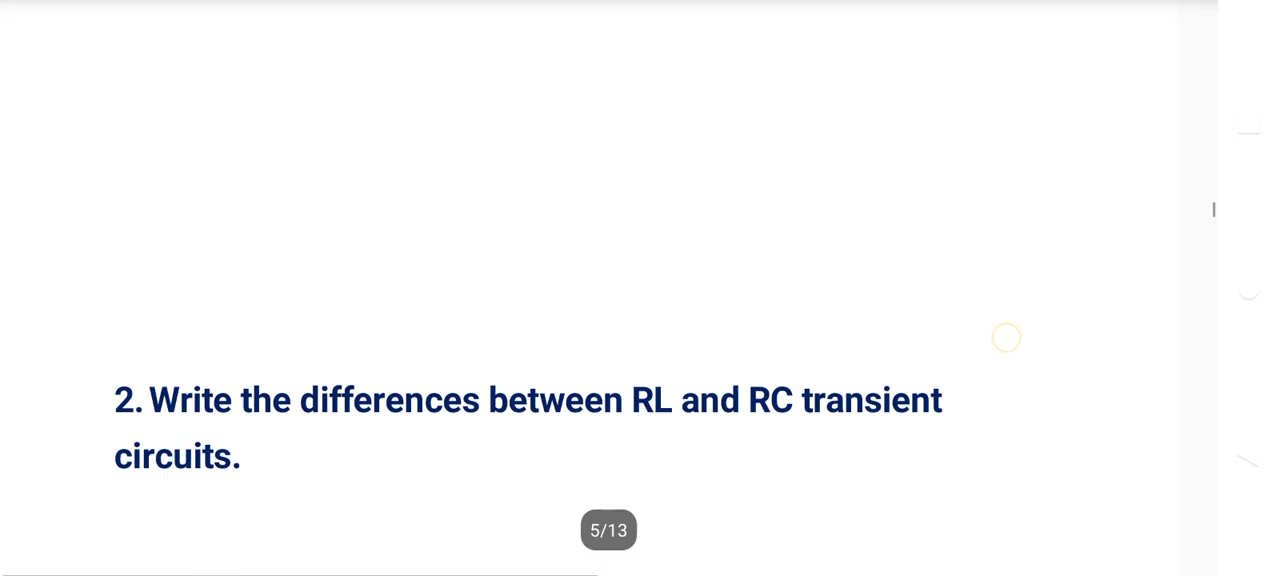 2. Write the differences between RL and RC transient
circuits.
5/13